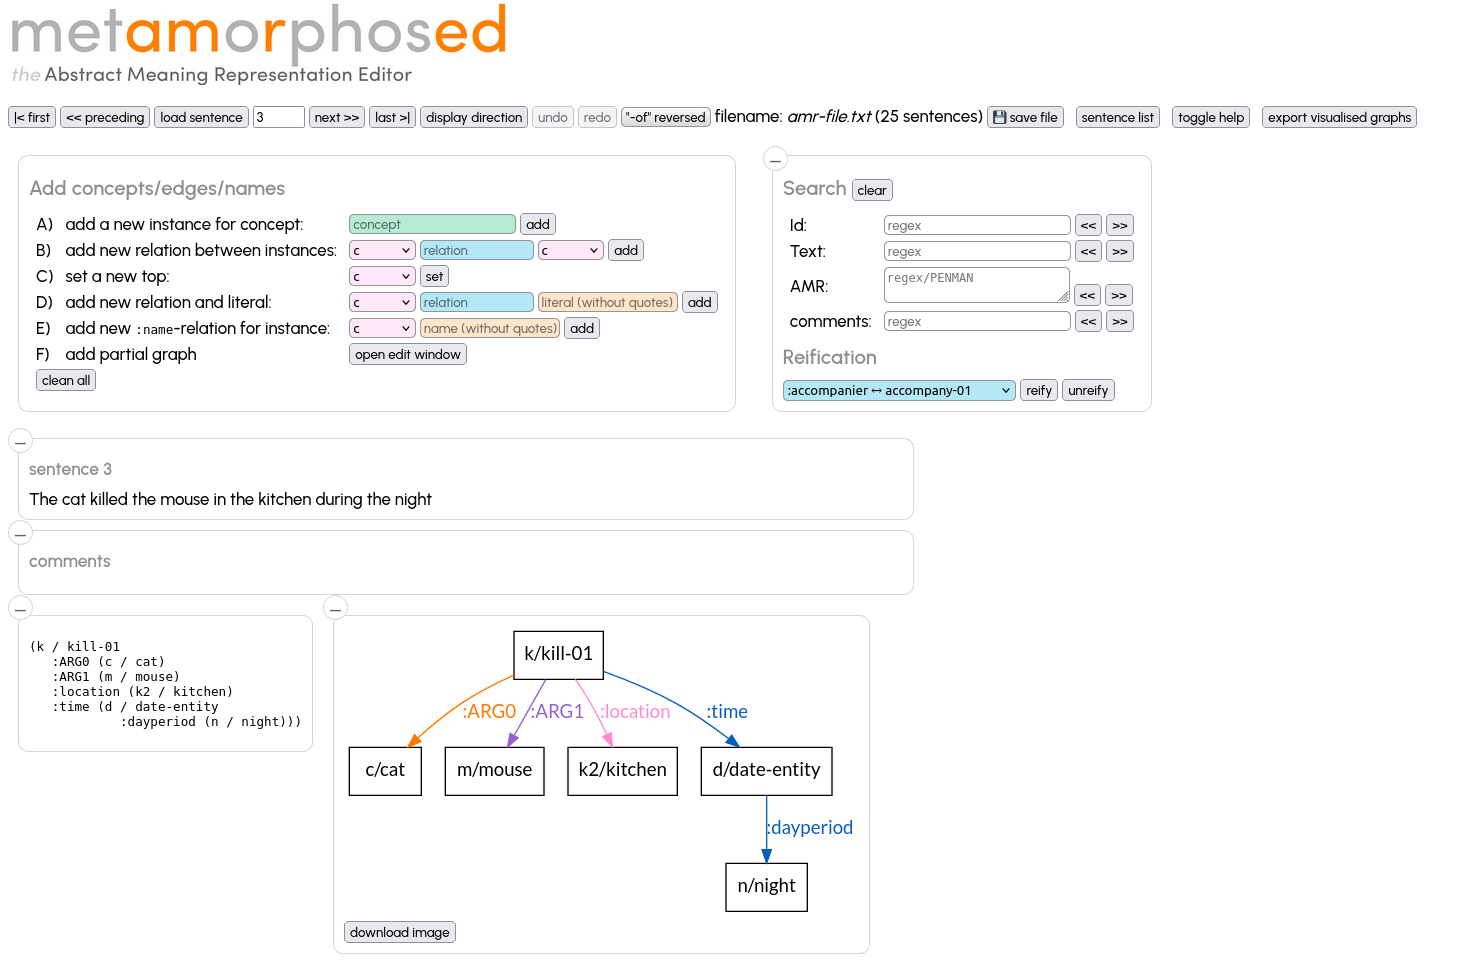 metamorphosed
the Abstract Meaning Representation Editor
|< first << preceding load sentence 3 next >> last >| display direction undo redo "-of" reversed filename: amr-file.txt (25 sentences) 💾 save file sentence list toggle help export visualised graphs
Add concepts/edges/names
A) add a new instance for concept: concept add
B) add new relation between instances: c relation c add
C) set a new top: c set
D) add new relation and literal: c relation literal (without quotes) add
E) add new :name-relation for instance: c name (without quotes) add
F) add partial graph open edit window
clean all
Search clear
Id: regex << >>
Text: regex << >>
AMR: regex/PENMAN << >>
comments: regex << >>
Reification
:accompanier ↔ accompany-01 reify unreify
sentence 3
The cat killed the mouse in the kitchen during the night
comments
(k / kill-01
:ARG0 (c / cat)
:ARG1 (m / mouse)
:location (k2 / kitchen)
:time (d / date-entity
:dayperiod (n / night)))
k/kill-01
:ARG0 :ARG1 :location :time
c/cat m/mouse k2/kitchen d/date-entity
:dayperiod
n/night
download image